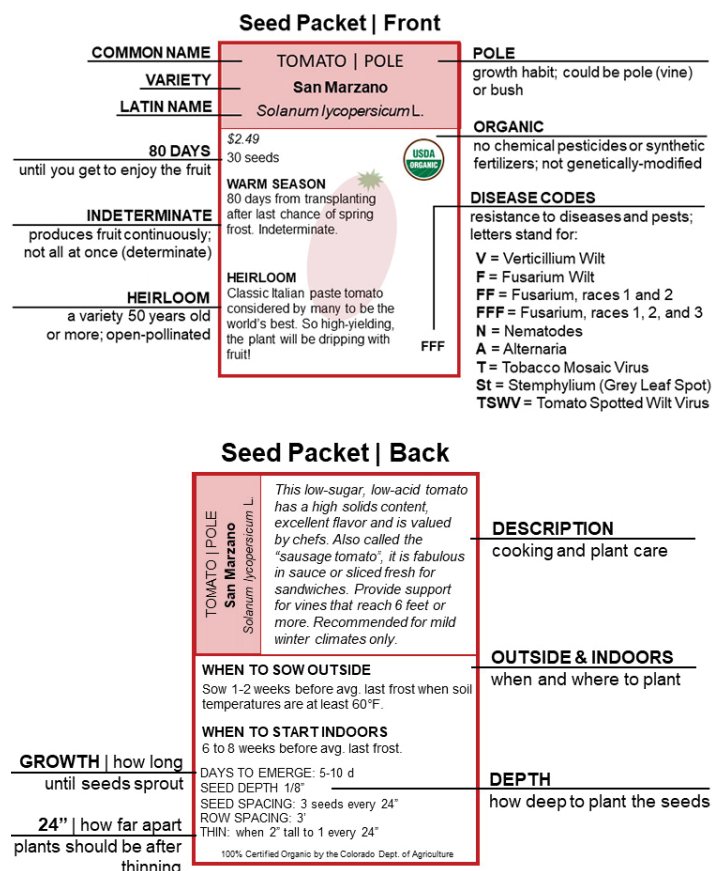 Seed Packet | Front
COMMON NAME
VARIETY
LATIN NAME
80 DAYS
until you get to enjoy the fruit
INDETERMINATE
produces fruit continuously;
not all at once (determinate)
HEIRLOOM
a variety 50 years old
or more; open-pollinated
TOMATO | POLE
San Marzano
Solanum lycopersicum L.
$2.49
30 seeds
USDA
ORGANIC
WARM SEASON
80 days from transplanting
after last chance of spring
frost. Indeterminate.
HEIRLOOM
Classic Italian paste tomato
considered by many to be the
world's best. So high-yielding,
the plant will be dripping with
fruit!
FFF
POLE
growth habit; could be pole (vine)
or bush
ORGANIC
no chemical pesticides or synthetic
fertilizers; not genetically-modified
DISEASE CODES
resistance to diseases and pests;
letters stand for:
V = Verticillium Wilt
F = Fusarium Wilt
FF = Fusarium, races 1 and 2
FFF = Fusarium, races 1, 2, and 3
N = Nematodes
A = Alternaria
T = Tobacco Mosaic Virus
St = Stemphylium (Grey Leaf Spot)
TSWV = Tomato Spotted Wilt Virus
Seed Packet | Back
TOMATO | POLE
San Marzano
Solanum lycopersicum L.
This low-sugar, low-acid tomato
has a high solids content,
excellent flavor and is valued
by chefs. Also called the
"sausage tomato", it is fabulous
in sauce or sliced fresh for
sandwiches. Provide support
for vines that reach 6 feet or
more. Recommended for mild
winter climates only.
WHEN TO SOW OUTSIDE
Sow 1-2 weeks before avg. last frost when soil
temperatures are at least 60°F.
WHEN TO START INDOORS
6 to 8 weeks before avg. last frost.
DAYS TO EMERGE: 5-10 d
SEED DEPTH 1/8"
SEED SPACING: 3 seeds every 24"
ROW SPACING: 3'
THIN: when 2" tall to 1 every 24"
100% Certified Organic by the Colorado Dept. of Agriculture
GROWTH | how long
until seeds sprout
24" | how far apart
plants should be after
thinning
DESCRIPTION
cooking and plant care
OUTSIDE & INDOORS
when and where to plant
DEPTH
how deep to plant the seeds